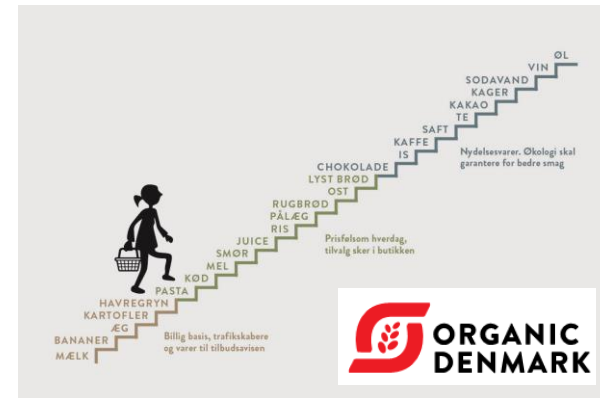 ØL
VIN
SODAVAND
KAGER
KAKAO
TE
SAFT
KAFFE
IS
CHOKOLADE
LYST BRØD
OST
RUGBRØD
PÅLÆG
RIS
JUICE
SMØR
MEL
KØD
PASTA
HAVREGRYN
KARTOFLER
ÆG
BANANER
MÆLK
Nydelsesvarer. Økologi skal
garantere for bedre smag
Prisfølsom hverdag,
tilvalg sker i butikken
Billig basis, trafikskabere
og varer til tilbudsavisen
ORGANIC
DENMARK